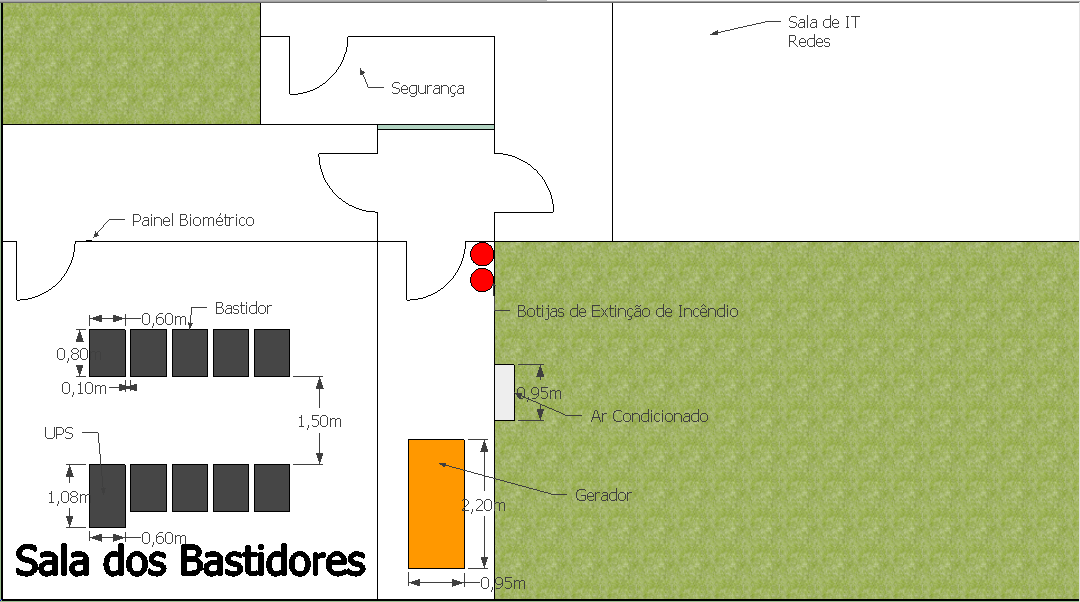 Sala de IT
Redes
Segurança
Painel Biométrico
Bastidor
0,60m
Botijas de Extinção de Incêndio
0,80m
0,10m
0,95m
1,50m
Ar Condicionado
UPS
1,08m
Gerador
2,20m
0,60m
Sala dos Bastidores
0,95m